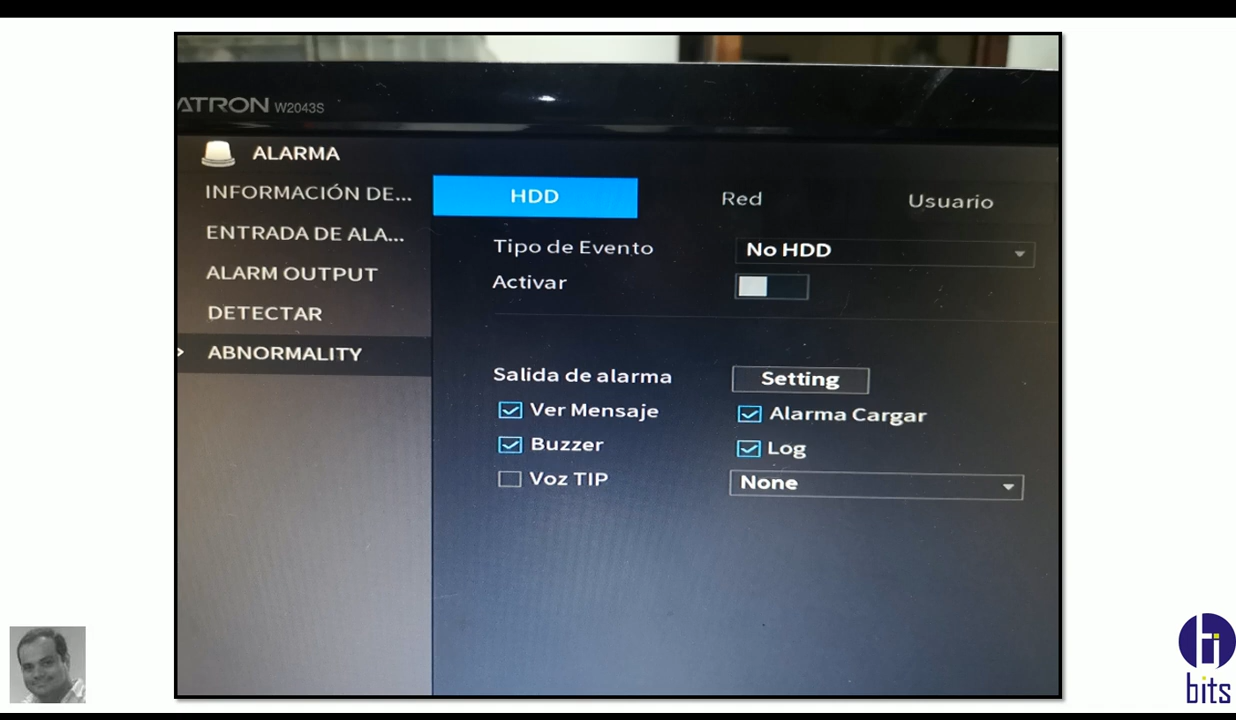 ATRON W2043S
ALARMA
INFORMACIÓN DE...
ENTRADA DE ALA...
ALARM OUTPUT
DETECTAR
ABNORMALITY
HDD Red Usuario
Tipo de Evento No HDD
Activar
Salida de alarma Setting
Ver Mensaje Alarma Cargar
Buzzer Log
Voz TIP None
bits